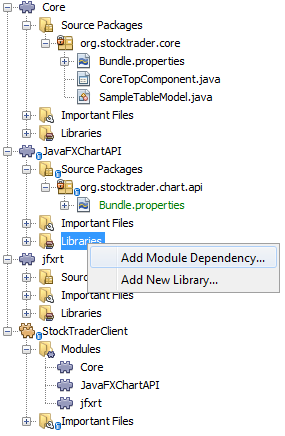 Core
Source Packages
org.stocktrader.core
Bundle.properties
CoreTopComponent.java
SampleTableModel.java
Important Files
Libraries
JavaFXChartAPI
Source Packages
org.stocktrader.chart.api
Bundle.properties
Important Files
Libraries
Add Module Dependency...
jfxrt
Sour
Add New Library...
Important Files
Libraries
StockTraderClient
Modules
Core
JavaFXChartAPI
jfxrt
Important Files